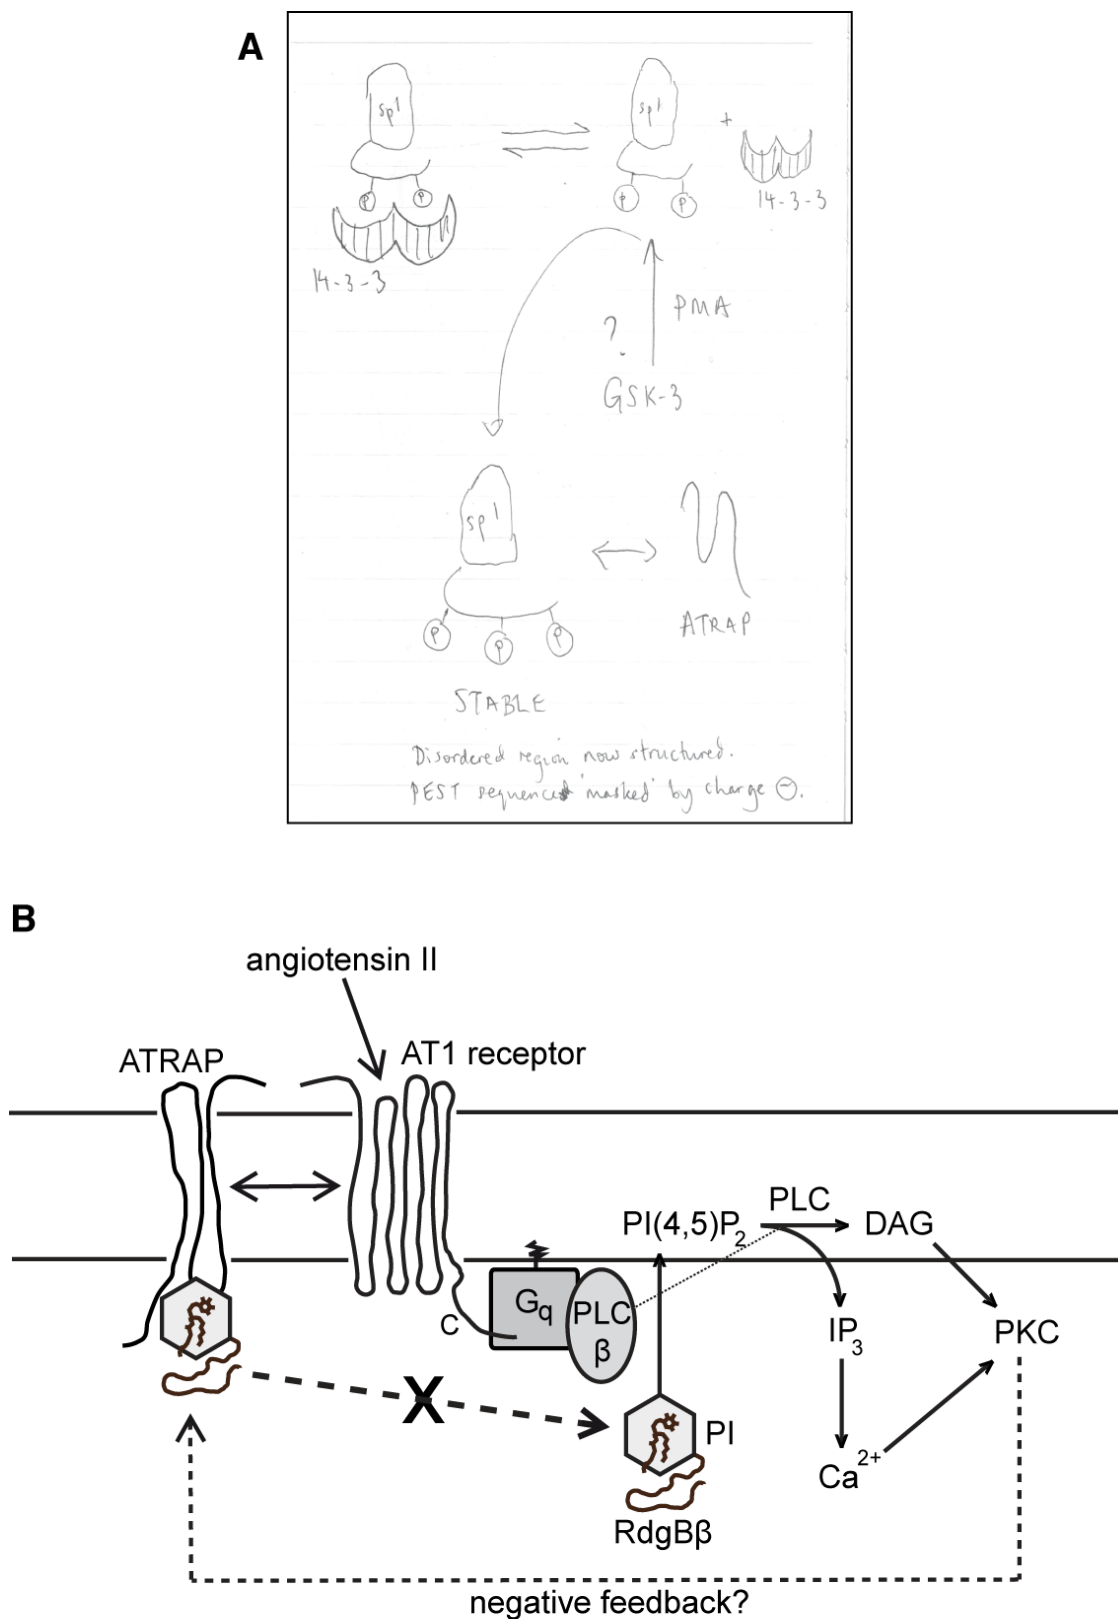 A
sp1
sp1
+
P P
P P
14-3-3
14-3-3
PMA
?
GSK-3
sp1
P P P
ATRAP
STABLE
Disordered region now structured.
PEST sequences 'masked' by charge ⊖.
B
angiotensin II
ATRAP
AT1 receptor
PLC
PI(4,5)P2
DAG
Gq
PLC
β
C
IP3
PKC
X
PI
Ca2+
RdgBβ
negative feedback?